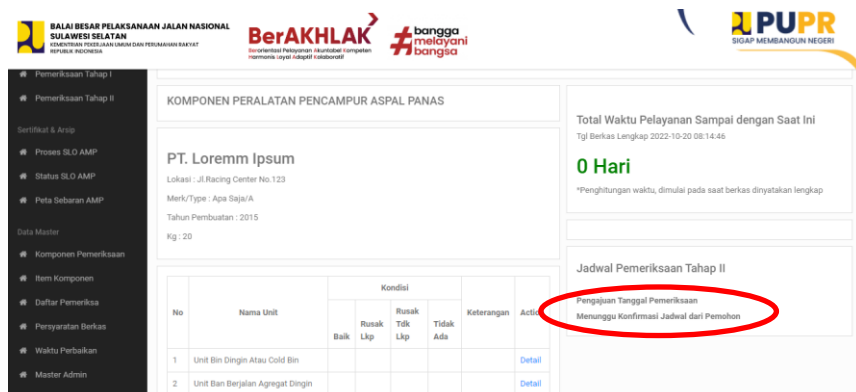 BALAI BESAR PELAKSANAAN JALAN NASIONAL
SULAWESI SELATAN
KEMENTRIAN PEKERJAAN UMUM DAN PERUMAHAN RAKYAT
REPUBLIK INDONESIA
BerAKHLAK
Berorientasi Pelayanan Akuntabel Kompeten
Harmonis Loyal Adaptif Kolaboratif
#bangga
melayani
bangsa
PUPR
SIGAP MEMBANGUN NEGERI
Pemeriksaan Tahap I
Pemeriksaan Tahap II
Sertifikat & Arsip
Proses SLO AMP
Status SLO AMP
Peta Sebaran AMP
Data Master
Komponen Pemeriksaan
Item Komponen
Daftar Pemeriksa
Persyaratan Berkas
Waktu Perbaikan
Master Admin
KOMPONEN PERALATAN PENCAMPUR ASPAL PANAS
PT. Loremm Ipsum
Lokasi : Jl.Racing Center No.123
Merk/Type : Apa Saja/A
Tahun Pembuatan : 2015
Kg : 20
No Nama Unit Kondisi Keterangan Action
Baik Rusak Lkp Rusak Tdk Lkp Tidak Ada
1 Unit Bin Dingin Atau Cold Bin Detail
2 Unit Ban Berjalan Agregat Dingin Detail
Total Waktu Pelayanan Sampai dengan Saat Ini
Tgl Berkas Lengkap 2022-10-20 08:14:46
0 Hari
*Penghitungan waktu, dimulai pada saat berkas dinyatakan lengkap
Jadwal Pemeriksaan Tahap II
Pengajuan Tanggal Pemeriksaan
Menunggu Konfirmasi Jadwal dari Pemohon